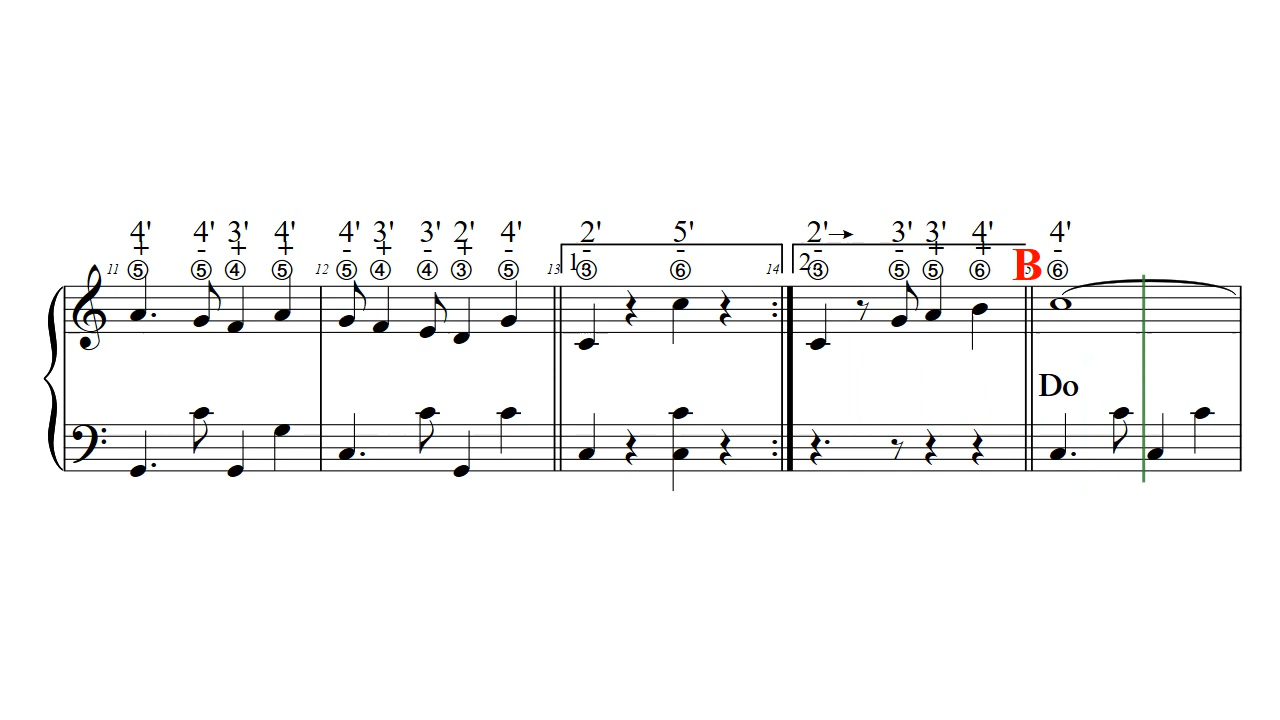 4' 4' 3' 4' 4' 3' 3' 2' 4' 2' 5' 2' 3' 3' 4' 4'
+ - + + - + - + - - - - - + + -
11 ⑤ ⑤ ④ ⑤ 12 ⑤ ④ ④ ③ ⑤ 13 1. ③ ⑥ 14 2. ③ ⑤ ⑤ ⑥ B ⑥
Do